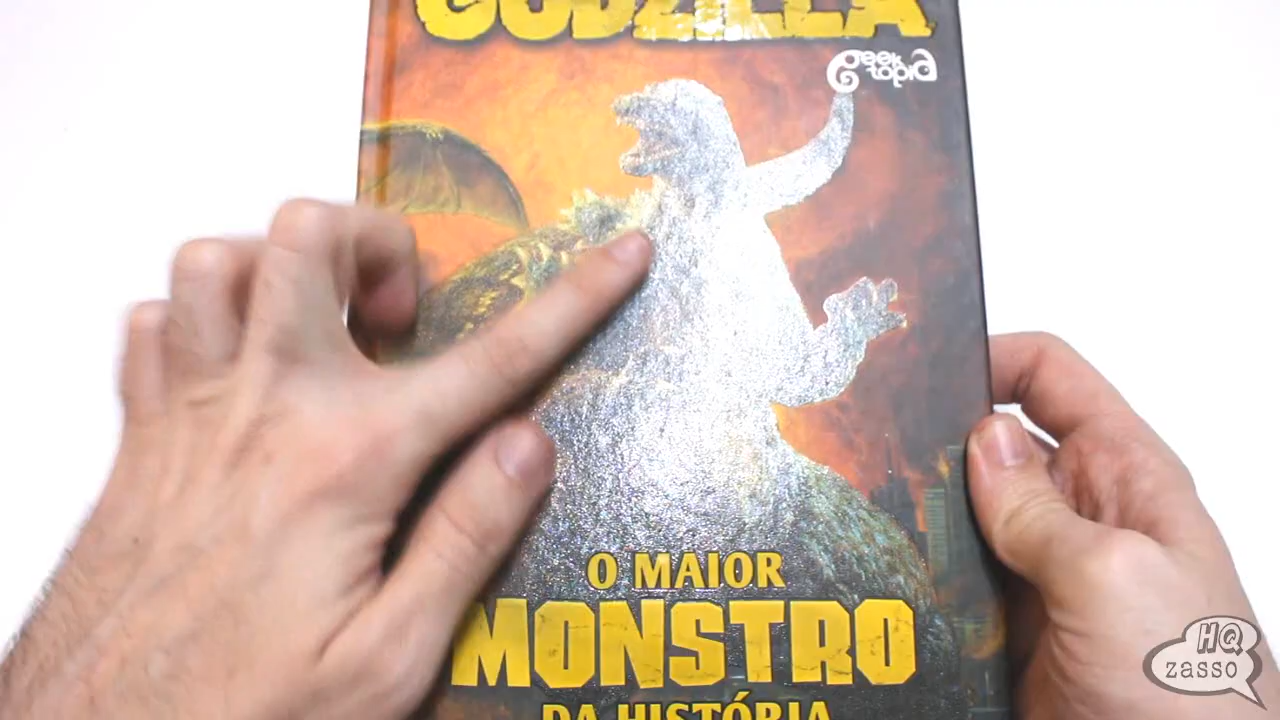 GODZILLA
geek
topia
O MAIOR
MONSTRO
DA HISTÓRIA
HQ
zasso